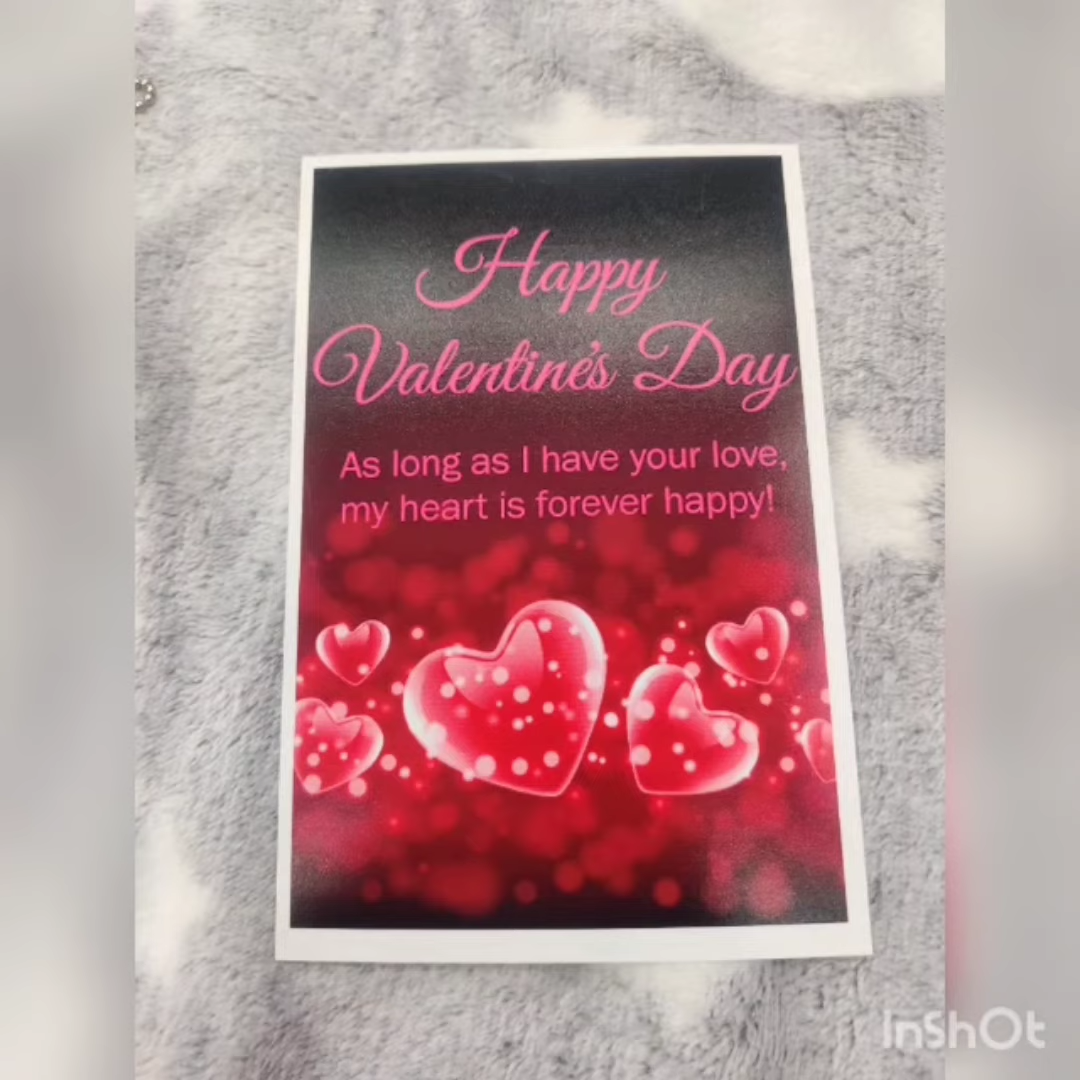 Happy
Valentine's Day
As long as I have your love,
my heart is forever happy!
InShOt